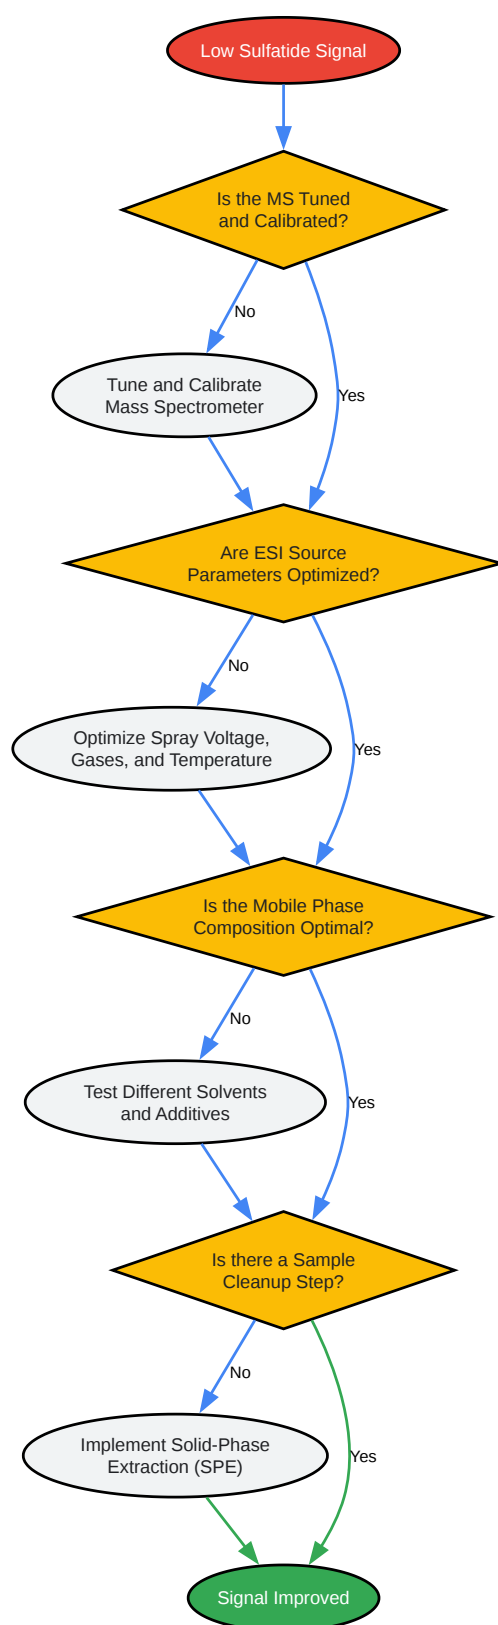 Low Sulfatide Signal
Is the MS Tuned
and Calibrated?
No
Tune and Calibrate
Mass Spectrometer
Yes
Are ESI Source
Parameters Optimized?
No
Optimize Spray Voltage,
Gases, and Temperature
Yes
Is the Mobile Phase
Composition Optimal?
No
Test Different Solvents
and Additives
Yes
Is there a Sample
Cleanup Step?
No
Implement Solid-Phase
Extraction (SPE)
Yes
Signal Improved